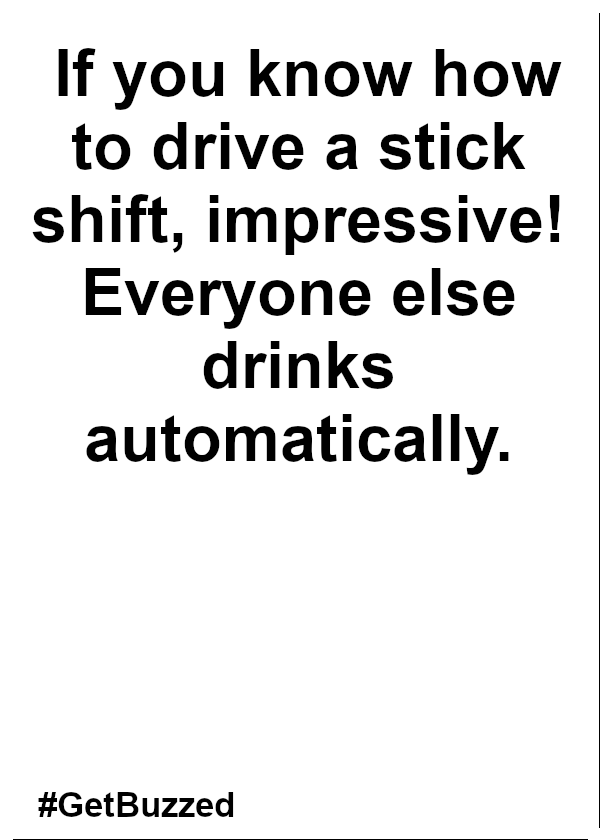 If you know how
to drive a stick
shift, impressive!
Everyone else
drinks
automatically.
#GetBuzzed